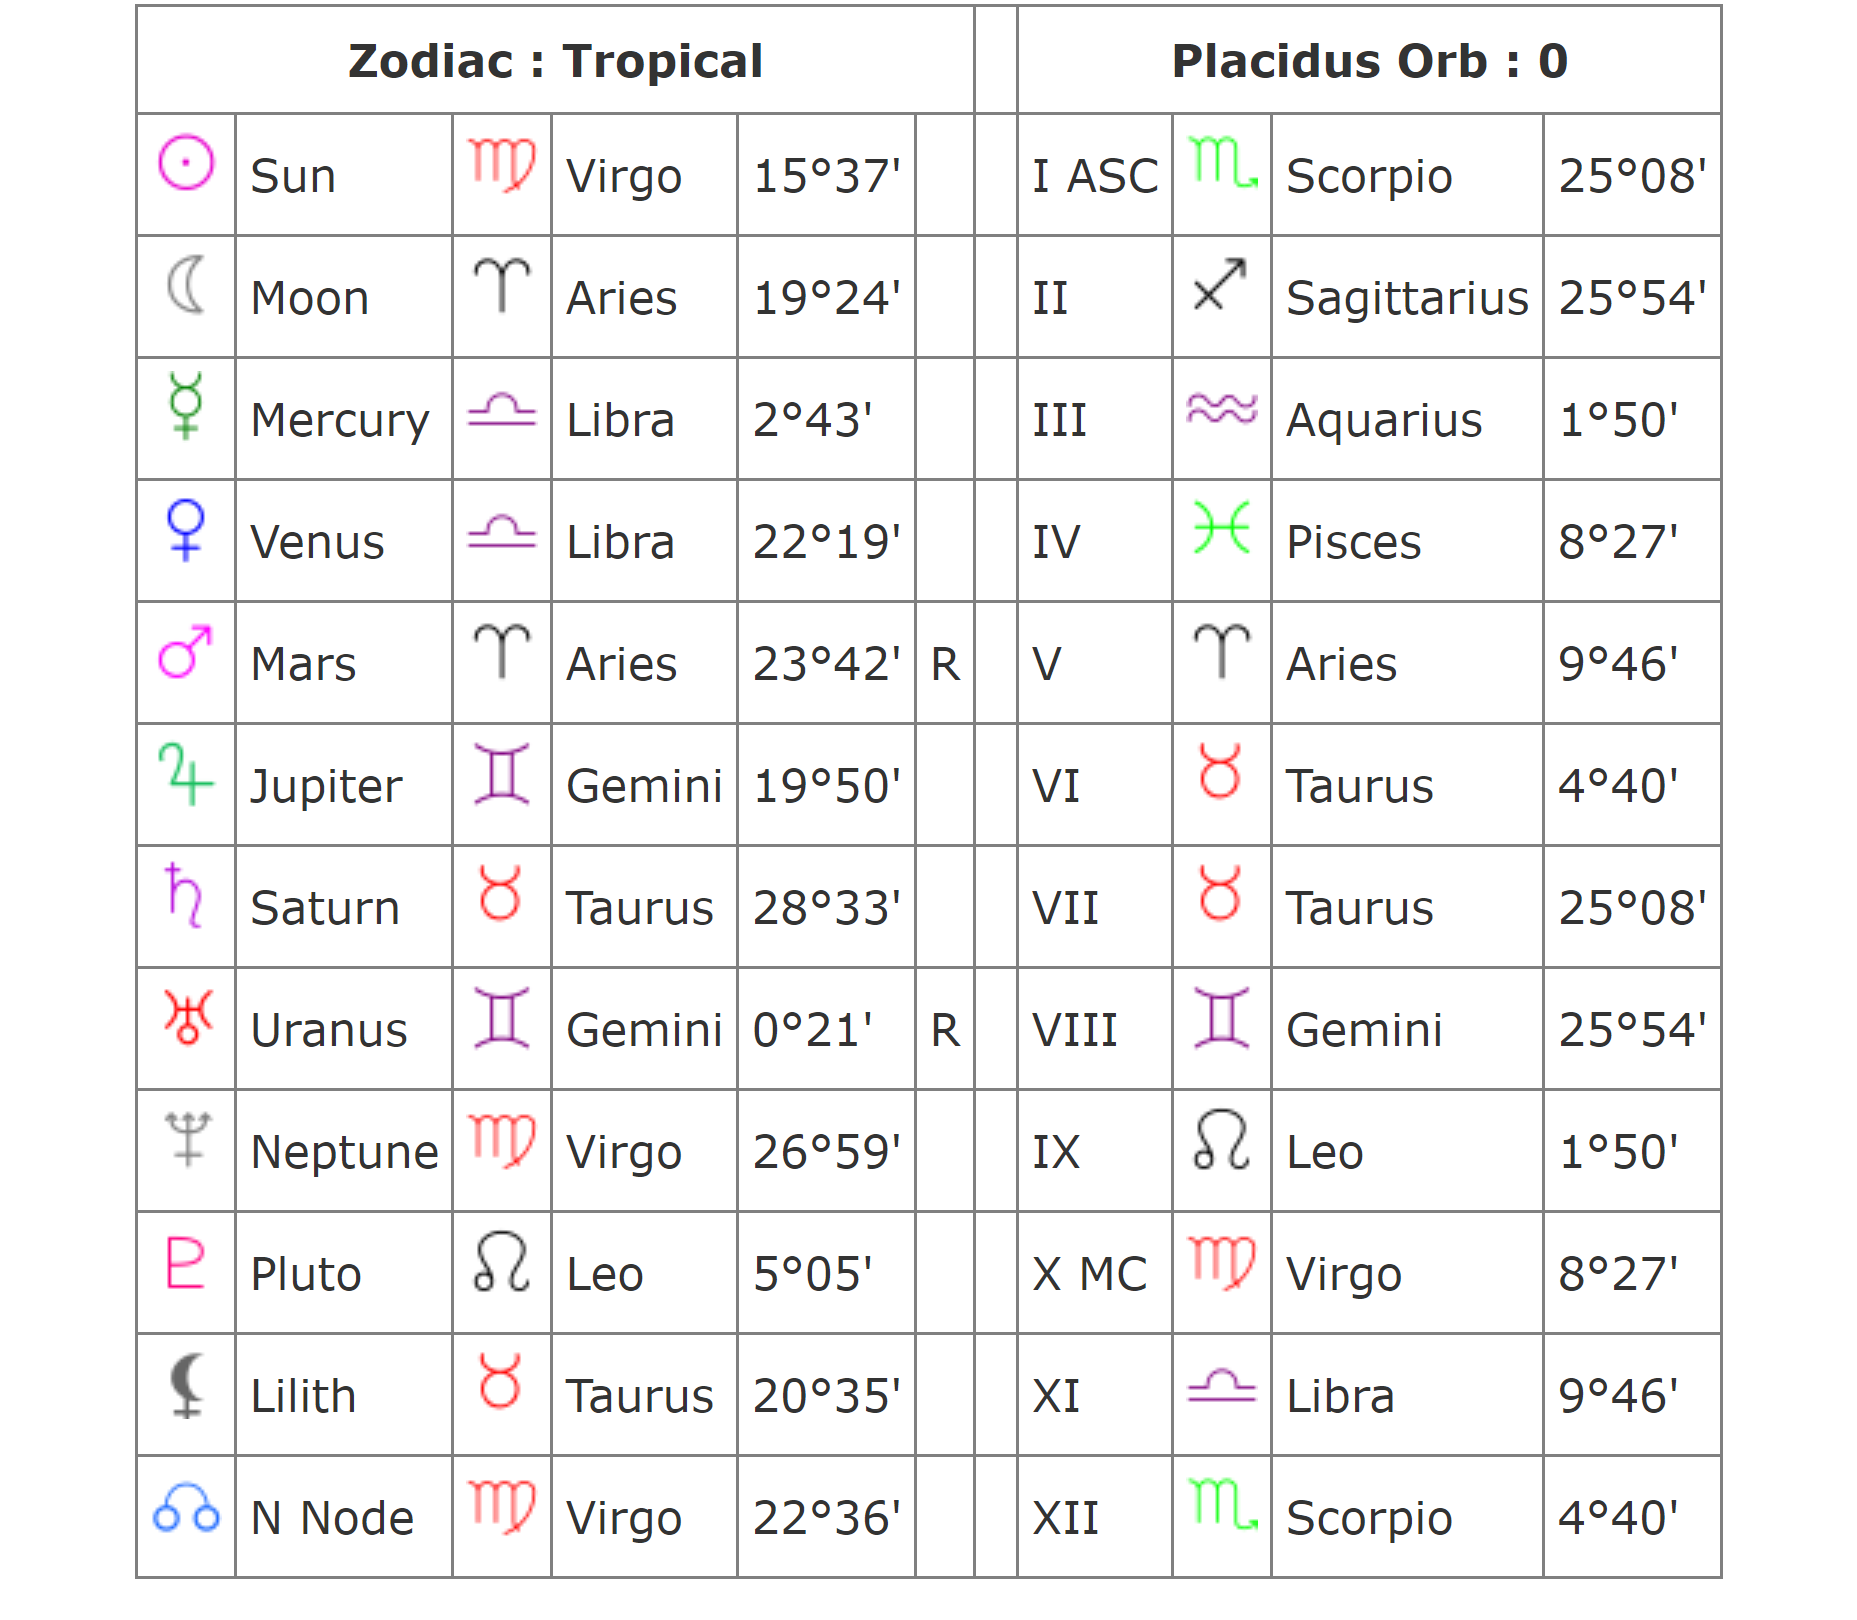 Zodiac : Tropical Placidus Orb : 0
Sun Virgo 15°37' I ASC Scorpio 25°08'
Moon Aries 19°24' II Sagittarius 25°54'
Mercury Libra 2°43' III Aquarius 1°50'
Venus Libra 22°19' IV Pisces 8°27'
Mars Aries 23°42' R V Aries 9°46'
Jupiter Gemini 19°50' VI Taurus 4°40'
Saturn Taurus 28°33' VII Taurus 25°08'
Uranus Gemini 0°21' R VIII Gemini 25°54'
Neptune Virgo 26°59' IX Leo 1°50'
Pluto Leo 5°05' X MC Virgo 8°27'
Lilith Taurus 20°35' XI Libra 9°46'
N Node Virgo 22°36' XII Scorpio 4°40'